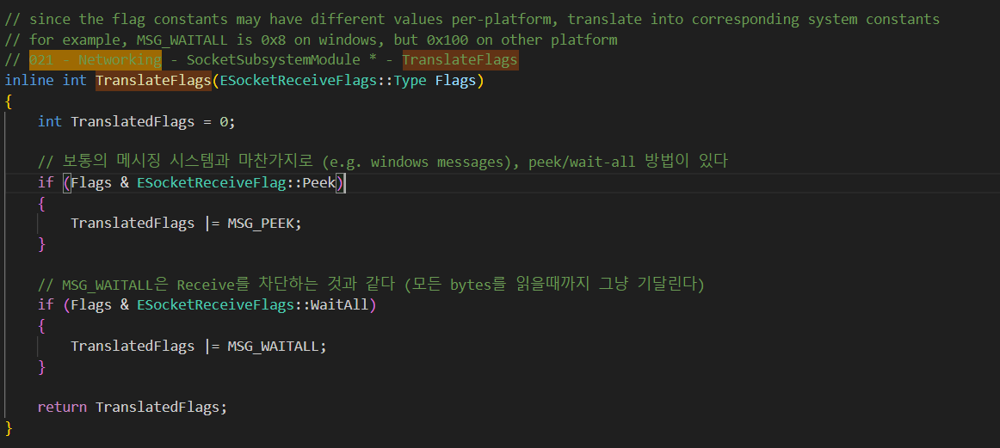 // since the flag constants may have different values per-platform, translate into corresponding system constants
// for example, MSG_WAITALL is 0x8 on windows, but 0x100 on other platform
// 021 - Networking - SocketSubsystemModule * - TranslateFlags
inline int TranslateFlags(ESocketReceiveFlags::Type Flags)
{
    int TranslatedFlags = 0;

    // 보통의 메시징 시스템과 마찬가지로 (e.g. windows messages), peek/wait-all 방법이 있다
    if (Flags & ESocketReceiveFlag::Peek)
    {
        TranslatedFlags |= MSG_PEEK;
    }

    // MSG_WAITALL은 Receive를 차단하는 것과 같다 (모든 bytes를 읽을때까지 그냥 기달린다)
    if (Flags & ESocketReceiveFlags::WaitAll)
    {
        TranslatedFlags |= MSG_WAITALL;
    }

    return TranslatedFlags;
}